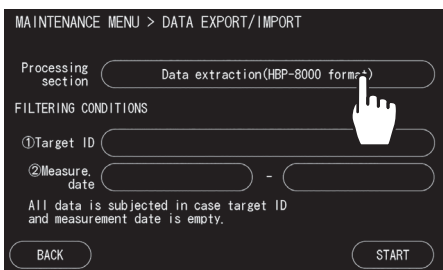 MAINTENANCE MENU > DATA EXPORT/IMPORT
Processing section
Data extraction(HBP-8000 format)
FILTERING CONDITIONS
①Target ID
②Measure. date
-
All data is subjected in case target ID
and measurement date is empty.
BACK
START